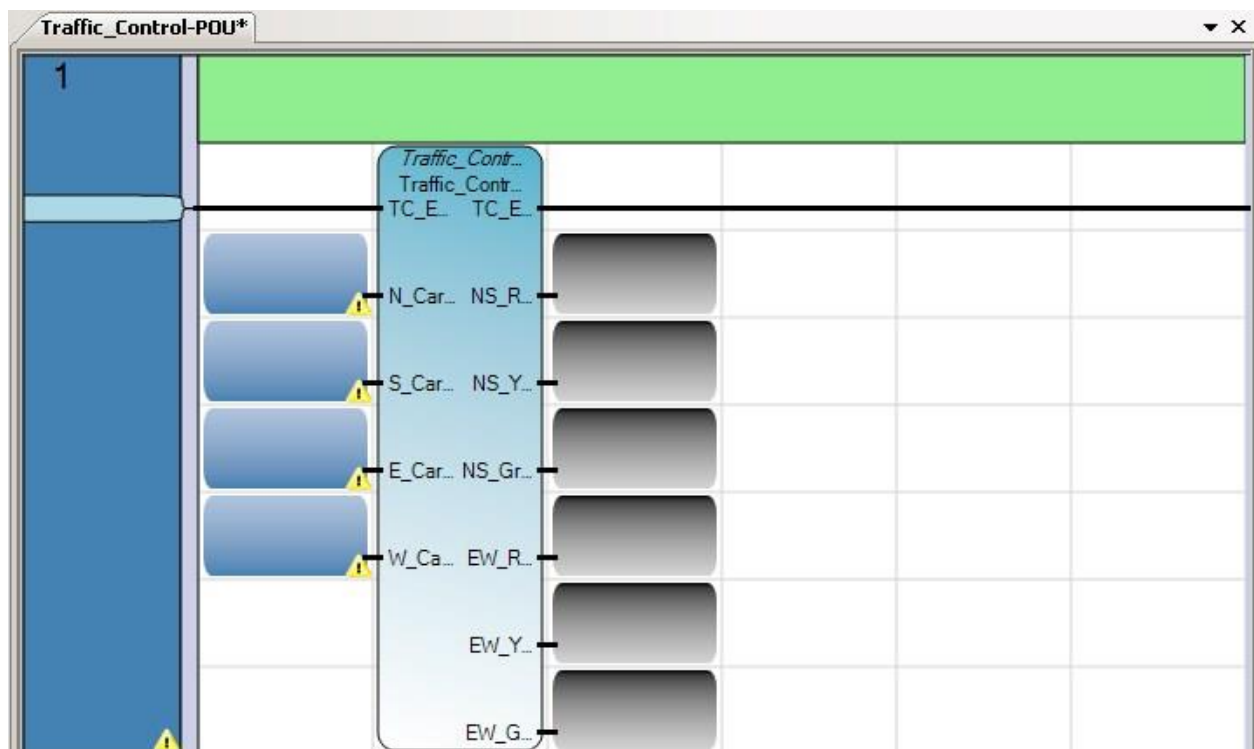 Traffic_Control-POU*
1
Traffic_Contr...
Traffic_Contr...
TC_E... TC_E...
N_Car... NS_R...
S_Car... NS_Y...
E_Car... NS_Gr...
W_Ca... EW_R...
EW_Y...
EW_G...